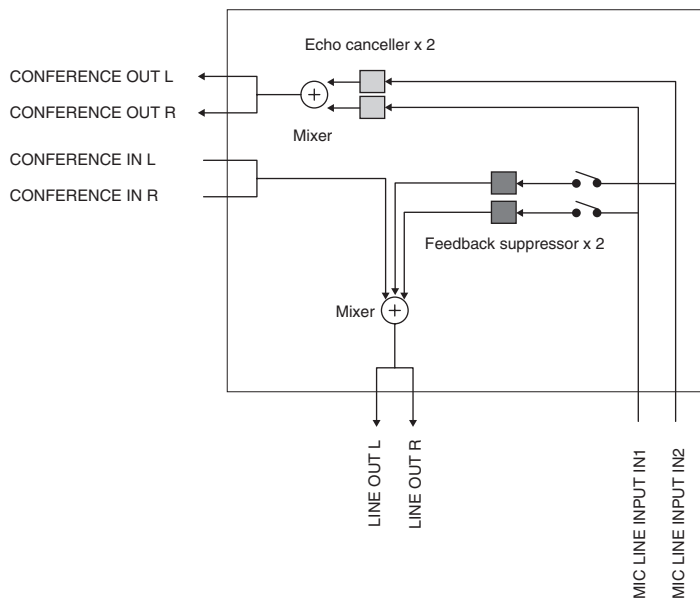 Echo canceller x 2
CONFERENCE OUT L
CONFERENCE OUT R
Mixer
CONFERENCE IN L
CONFERENCE IN R
Feedback suppressor x 2
Mixer
LINE OUT L
LINE OUT R
MIC LINE INPUT IN1
MIC LINE INPUT IN2